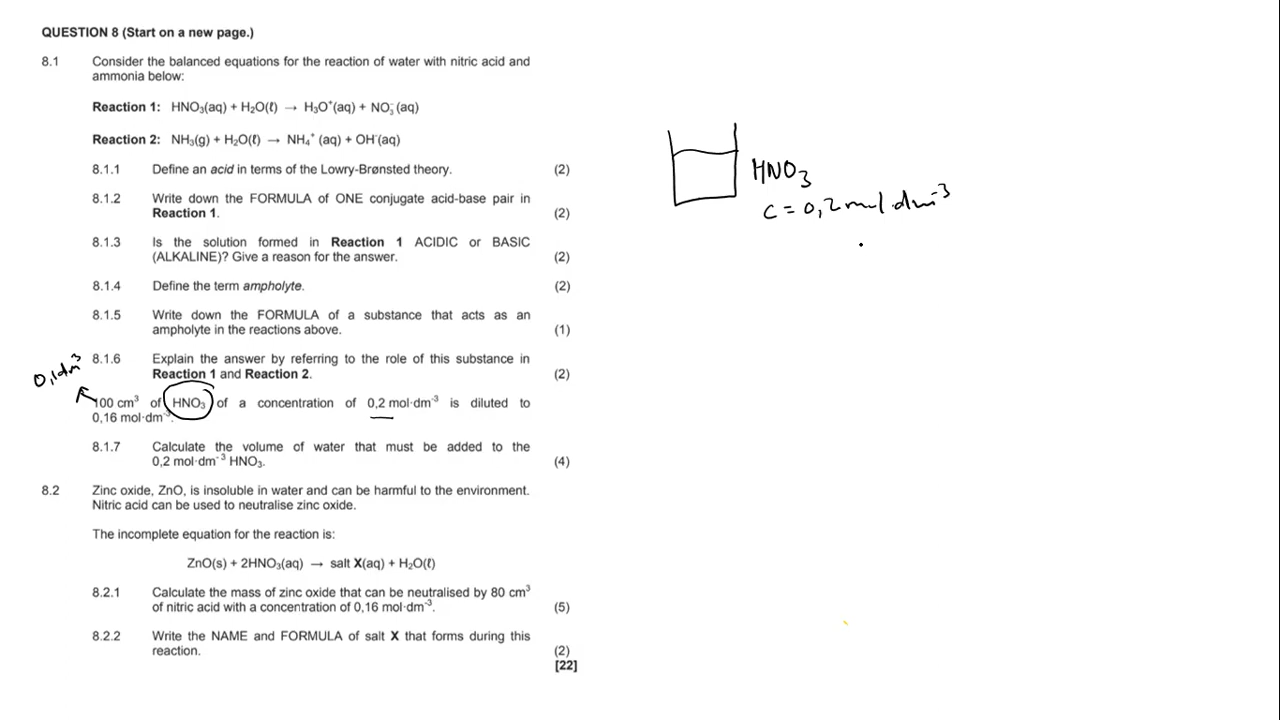 QUESTION 8 (Start on a new page.)
8.1 Consider the balanced equations for the reaction of water with nitric acid and
ammonia below:
Reaction 1: HNO₃(aq) + H₂O(ℓ) → H₃O⁺(aq) + NO₃⁻(aq)
Reaction 2: NH₃(g) + H₂O(ℓ) → NH₄⁺ (aq) + OH⁻(aq)
8.1.1 Define an acid in terms of the Lowry-Brønsted theory. (2)
8.1.2 Write down the FORMULA of ONE conjugate acid-base pair in
Reaction 1. (2)
8.1.3 Is the solution formed in Reaction 1 ACIDIC or BASIC
(ALKALINE)? Give a reason for the answer. (2)
8.1.4 Define the term ampholyte. (2)
8.1.5 Write down the FORMULA of a substance that acts as an
ampholyte in the reactions above. (1)
8.1.6 Explain the answer by referring to the role of this substance in
Reaction 1 and Reaction 2. (2)
0,1dm³
100 cm³ of HNO₃ of a concentration of 0,2 mol·dm⁻³ is diluted to
0,16 mol·dm⁻³.
8.1.7 Calculate the volume of water that must be added to the
0,2 mol·dm⁻³ HNO₃. (4)
8.2 Zinc oxide, ZnO, is insoluble in water and can be harmful to the environment.
Nitric acid can be used to neutralise zinc oxide.
The incomplete equation for the reaction is:
ZnO(s) + 2HNO₃(aq) → salt X(aq) + H₂O(ℓ)
8.2.1 Calculate the mass of zinc oxide that can be neutralised by 80 cm³
of nitric acid with a concentration of 0,16 mol·dm⁻³. (5)
8.2.2 Write the NAME and FORMULA of salt X that forms during this
reaction. (2)
[22]
HNO₃
c = 0,2 mol.dm⁻³